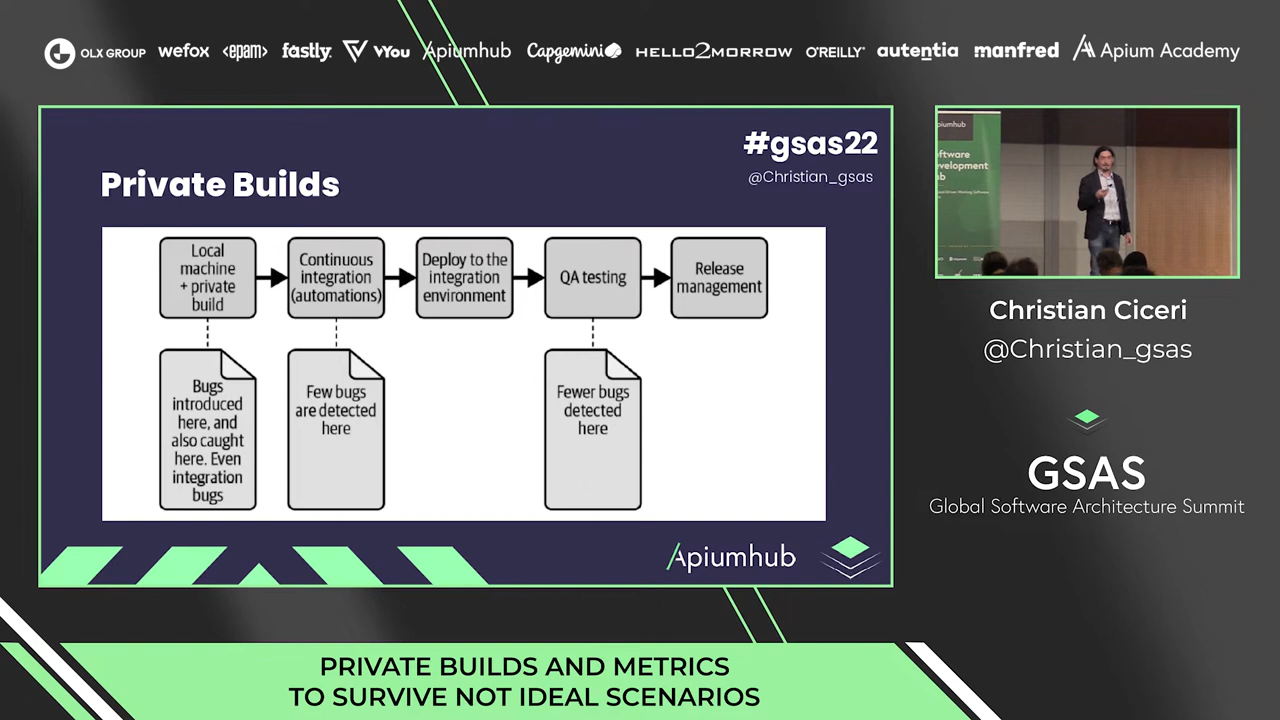 OLX GROUP wefox <epam> fastly. VYou Apiumhub Capgemini HELLO2MORROW O'REILLY® autentia manfred Apium Academy
#gsas22
@Christian_gsas
Private Builds
Local
machine
+ private
build
Continuous
integration
(automations)
Deploy to the
integration
environment
QA testing
Release
management
Bugs
introduced
here, and
also caught
here. Even
integration
bugs
Few bugs
are detected
here
Fewer bugs
detected
here
Apiumhub
Christian Ciceri
@Christian_gsas
GSAS
Global Software Architecture Summit
PRIVATE BUILDS AND METRICS
TO SURVIVE NOT IDEAL SCENARIOS